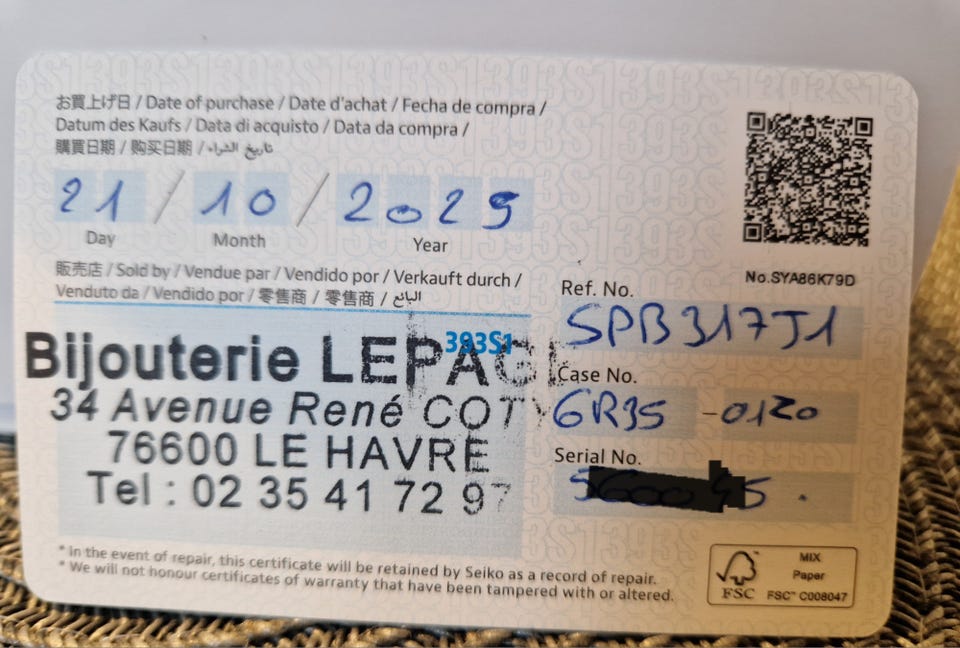 お買上げ日 / Date of purchase / Date d'achat / Fecha de compra /
Datum des Kaufs / Data di acquisto / Data da compra /
購買日期 / 购买日期 / تاريخ الشراء
21 / 10 / 2025
Day Month Year
No.SYA86K79D
販売店 / Sold by / Vendue par / Vendido por / Verkauft durch /
Venduto da / Vendido por / 零售商 / 零售商 / البائع
393S1
Bijouterie LEPAGE
34 Avenue René COTY
76600 LE HAVRE
Tel : 02 35 41 72 97
Ref. No.
SPB317J1
Case No.
6R35 - 0120
Serial No.
* In the event of repair, this certificate will be retained by Seiko as a record of repair.
* We will not honour certificates of warranty that have been tampered with or altered.
FSC
MIX
Paper
FSC™ C008047